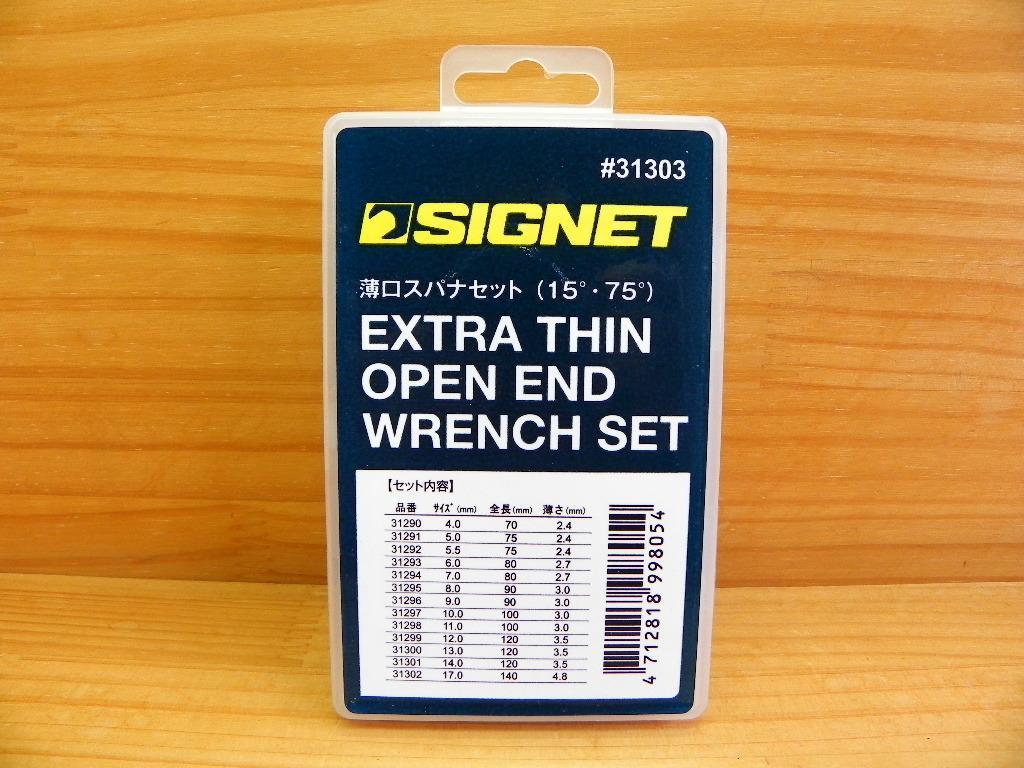 #31303
SIGNET
薄口スパナセット（15°・75°）
EXTRA THIN
OPEN END
WRENCH SET
【セット内容】
品番 ｻｲｽﾞ(mm) 全長(mm) 薄さ(mm)
31290 4.0 70 2.4
31291 5.0 75 2.4
31292 5.5 75 2.4
31293 6.0 80 2.7
31294 7.0 80 2.7
31295 8.0 90 3.0
31296 9.0 90 3.0
31297 10.0 100 3.0
31298 11.0 100 3.0
31299 12.0 120 3.5
31300 13.0 120 3.5
31301 14.0 120 3.5
31302 17.0 140 4.8
4 712818 998054